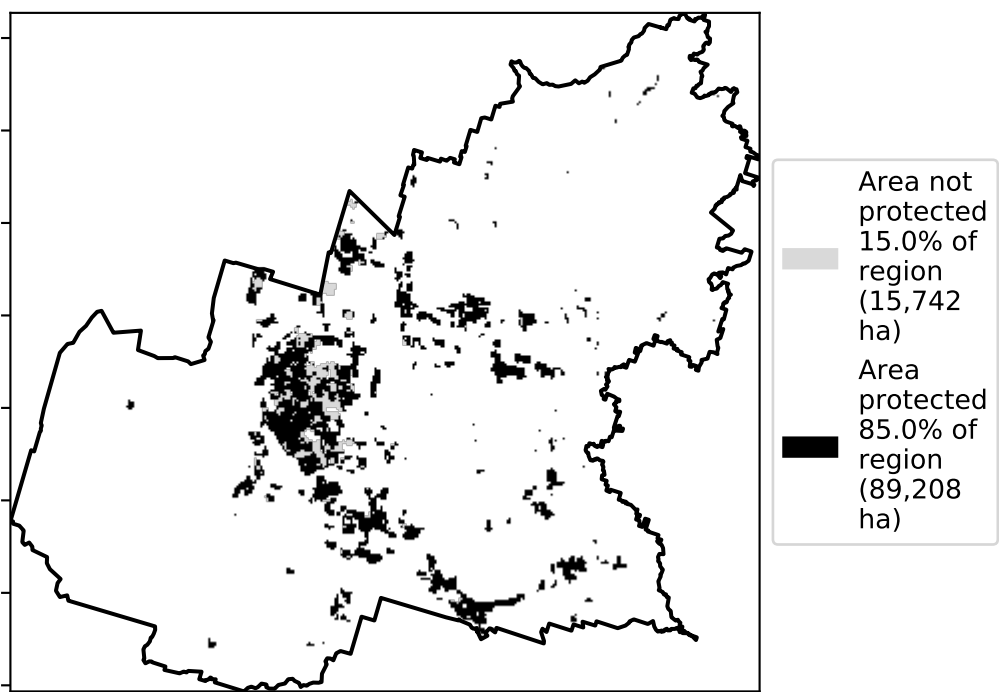 Area not
protected
15.0% of
region
(15,742
ha)
Area
protected
85.0% of
region
(89,208
ha)